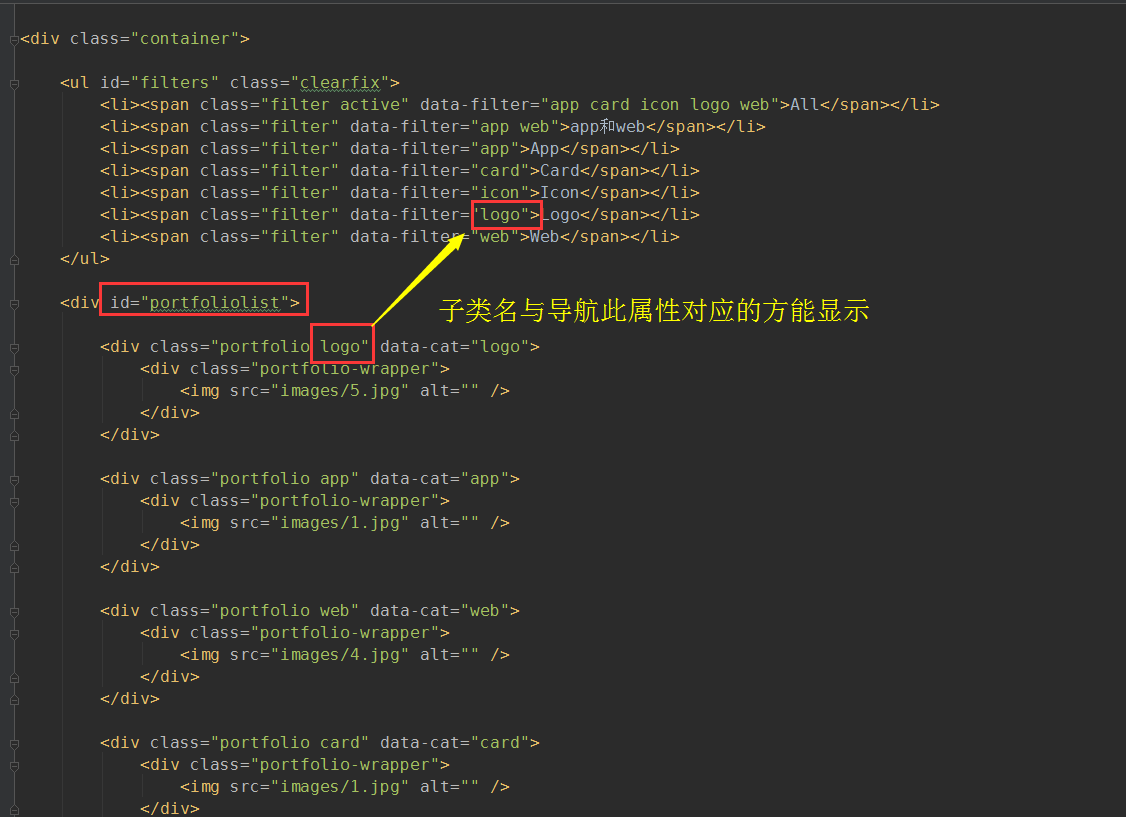 <div class="container">
<ul id="filters" class="clearfix">
<li><span class="filter active" data-filter="app card icon logo web">All</span></li>
<li><span class="filter" data-filter="app web">app和web</span></li>
<li><span class="filter" data-filter="app">App</span></li>
<li><span class="filter" data-filter="card">Card</span></li>
<li><span class="filter" data-filter="icon">Icon</span></li>
<li><span class="filter" data-filter="logo">Logo</span></li>
<li><span class="filter" data-filter="web">Web</span></li>
</ul>
<div id="portfoliolist">
子类名与导航此属性对应的方能显示
<div class="portfolio logo" data-cat="logo">
<div class="portfolio-wrapper">
<img src="images/5.jpg" alt="" />
</div>
</div>
<div class="portfolio app" data-cat="app">
<div class="portfolio-wrapper">
<img src="images/1.jpg" alt="" />
</div>
</div>
<div class="portfolio web" data-cat="web">
<div class="portfolio-wrapper">
<img src="images/4.jpg" alt="" />
</div>
</div>
<div class="portfolio card" data-cat="card">
<div class="portfolio-wrapper">
<img src="images/1.jpg" alt="" />
</div>